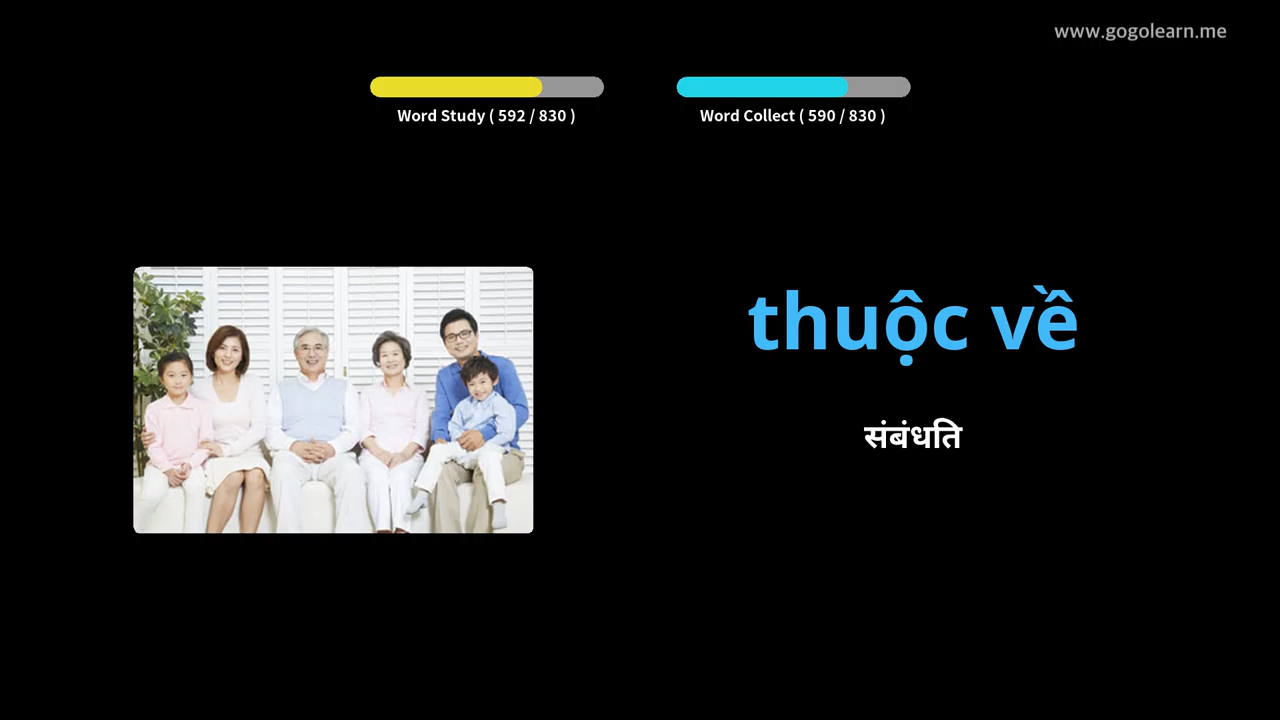 www.gogolearn.me
Word Study ( 592 / 830 )
Word Collect ( 590 / 830 )
thuộc về
संबंधति